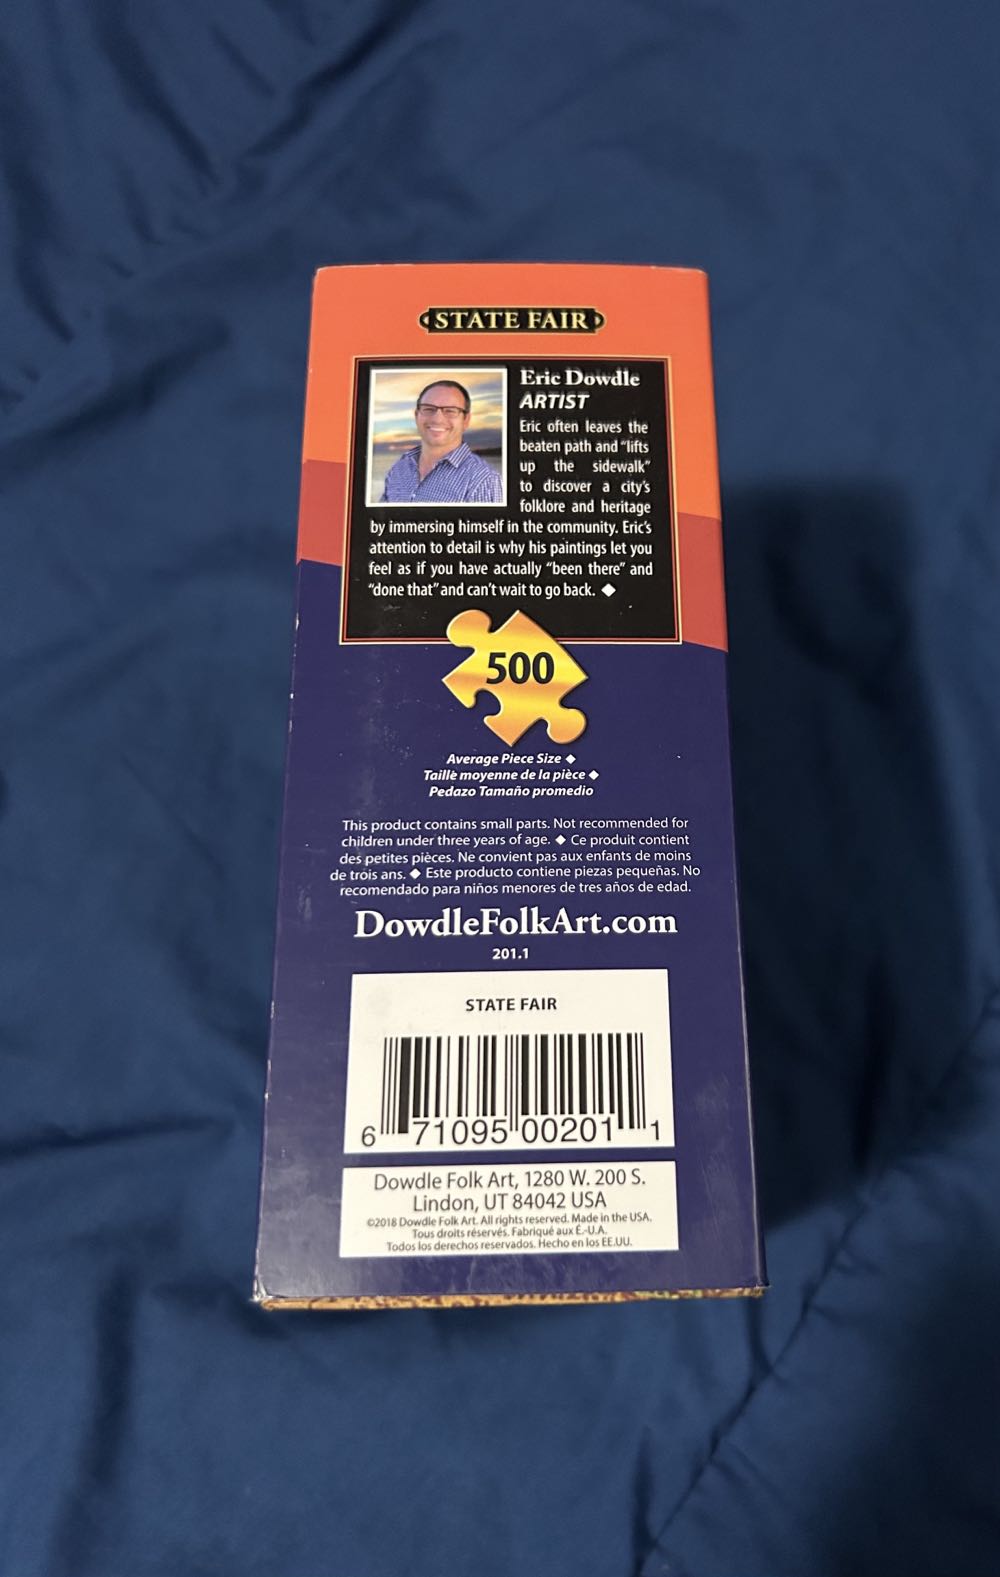 STATE FAIR
Eric Dowdle
ARTIST
Eric often leaves the
beaten path and “lifts
up the sidewalk”
to discover a city’s
folklore and heritage
by immersing himself in the community. Eric’s
attention to detail is why his paintings let you
feel as if you have actually “been there” and
“done that” and can’t wait to go back. ◆
500
Average Piece Size ◆
Taille moyenne de la pièce ◆
Pedazo Tamaño promedio
This product contains small parts. Not recommended for
children under three years of age. ◆ Ce produit contient
des petites pièces. Ne convient pas aux enfants de moins
de trois ans. ◆ Este producto contiene piezas pequeñas. No
recomendado para niños menores de tres años de edad.
DowdleFolkArt.com
201.1
STATE FAIR
6 71095 00201 1
Dowdle Folk Art, 1280 W. 200 S.
Lindon, UT 84042 USA
©2018 Dowdle Folk Art. All rights reserved. Made in the USA.
Tous droits réservés. Fabriqué aux É.-U.A.
Todos los derechos reservados. Hecho en los EE.UU.